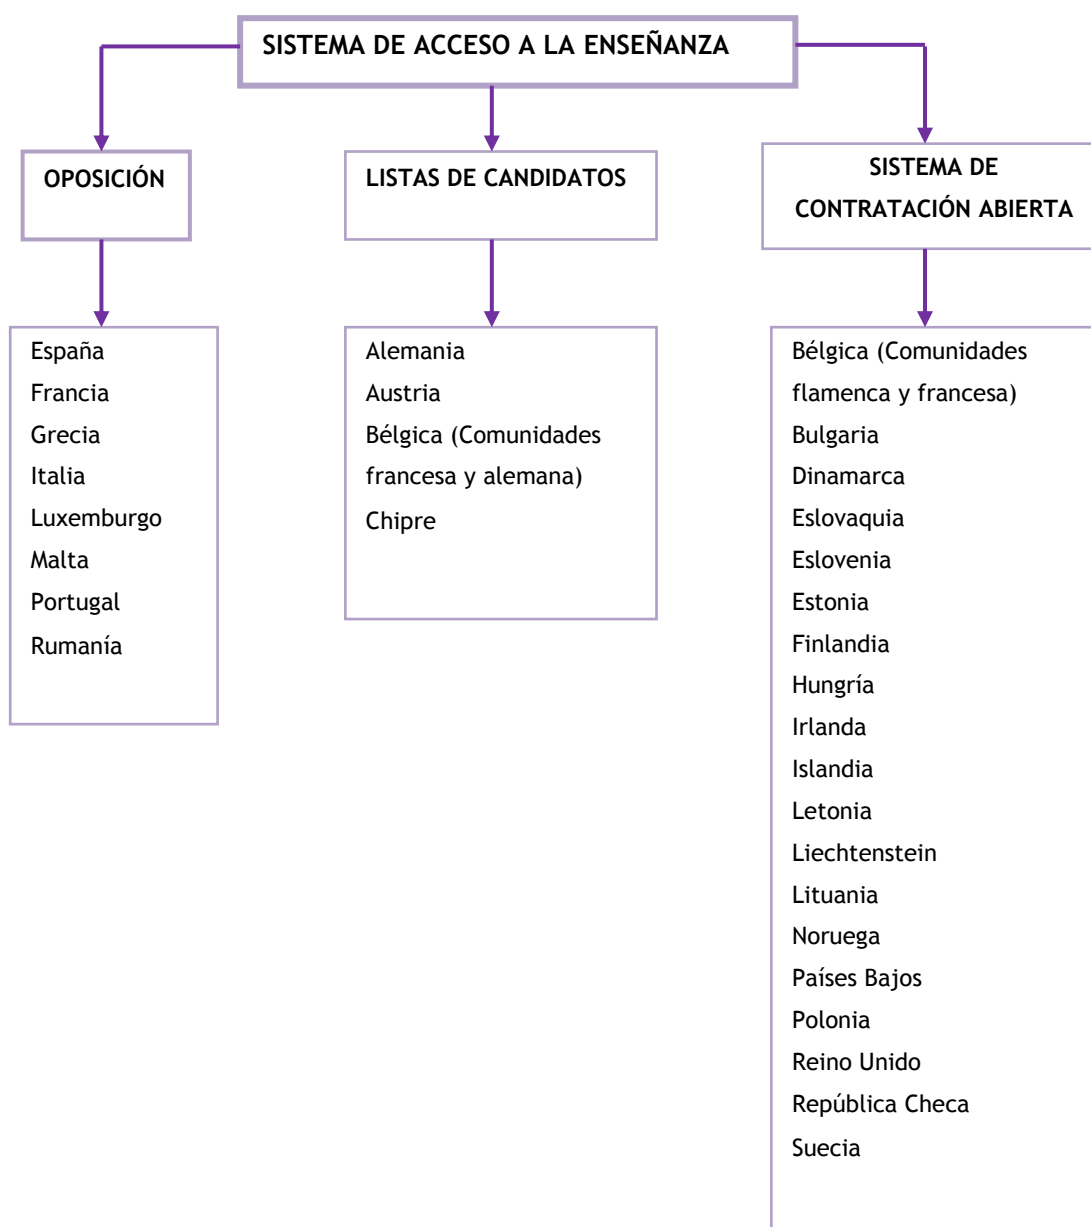 SISTEMA DE ACCESO A LA ENSEÑANZA
OPOSICIÓN
España
Francia
Grecia
Italia
Luxemburgo
Malta
Portugal
Rumanía
LISTAS DE CANDIDATOS
Alemania
Austria
Bélgica (Comunidades
francesa y alemana)
Chipre
SISTEMA DE
CONTRATACIÓN ABIERTA
Bélgica (Comunidades
flamenca y francesa)
Bulgaria
Dinamarca
Eslovaquia
Eslovenia
Estonia
Finlandia
Hungría
Irlanda
Islandia
Letonia
Liechtenstein
Lituania
Noruega
Países Bajos
Polonia
Reino Unido
República Checa
Suecia